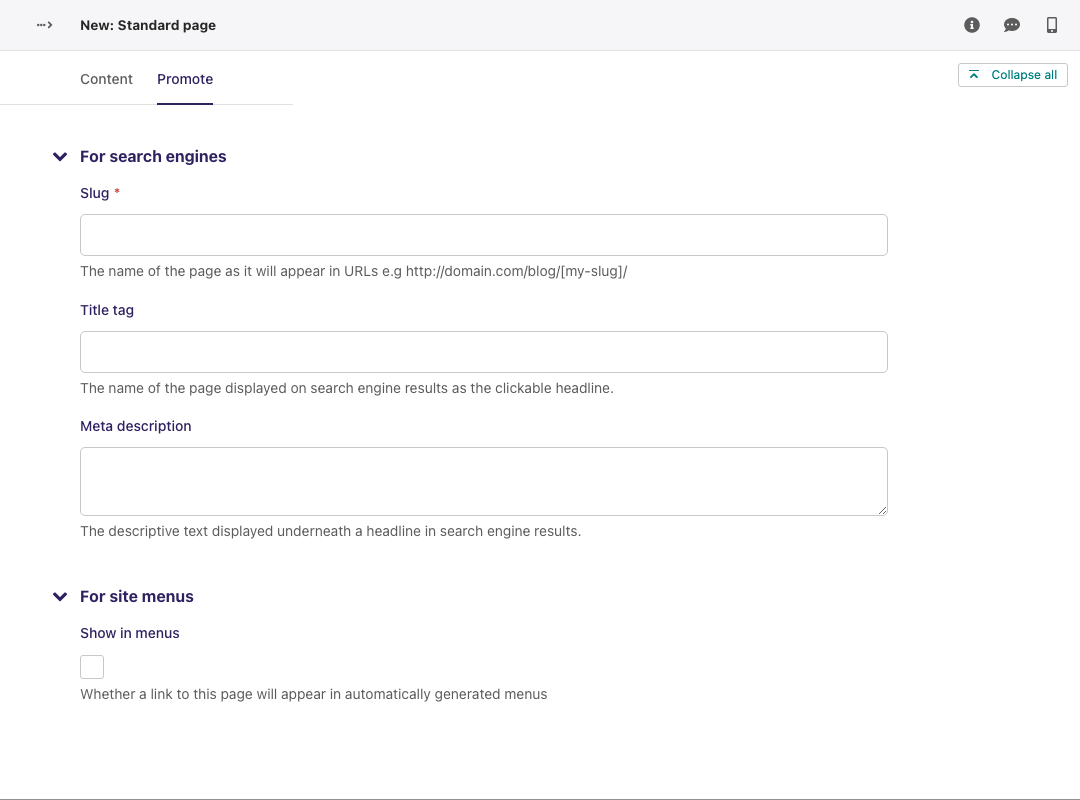 New: Standard page
Content Promote
Collapse all
For search engines
Slug *
The name of the page as it will appear in URLs e.g http://domain.com/blog/[my-slug]/
Title tag
The name of the page displayed on search engine results as the clickable headline.
Meta description
The descriptive text displayed underneath a headline in search engine results.
For site menus
Show in menus
Whether a link to this page will appear in automatically generated menus